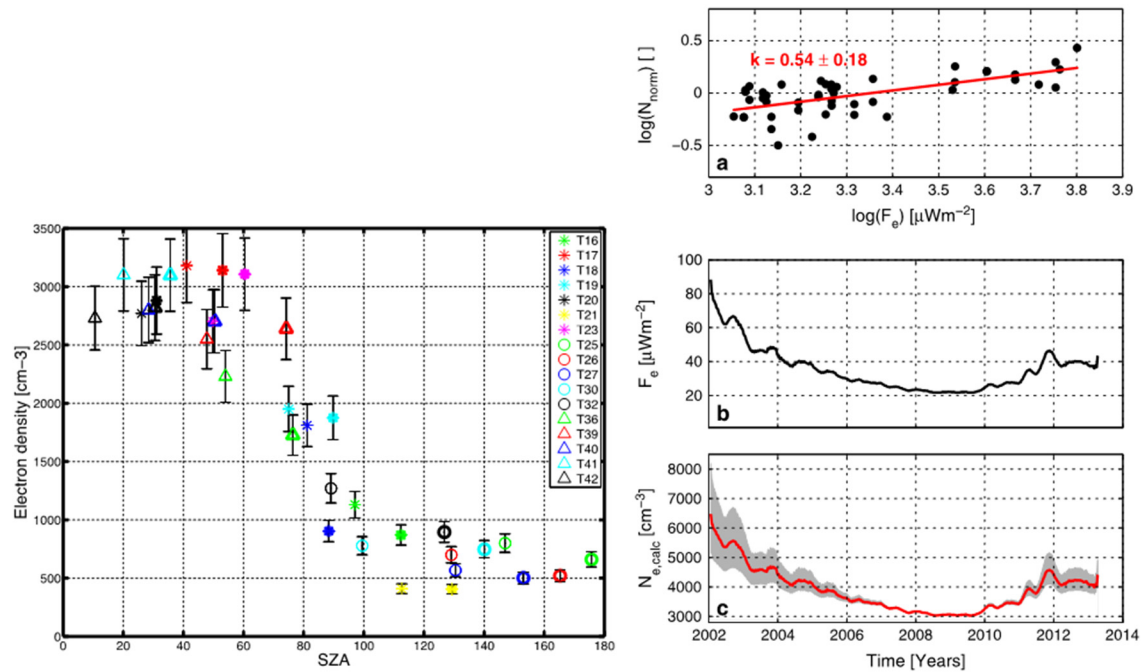 3500
3000
2500
2000
1500
1000
500
0
0 20 40 60 80 100 120 140 160 180
Electron density [cm-3]
SZA
T16
T17
T18
T19
T20
T21
T23
T25
T26
T27
T30
T32
T36
T39
T40
T41
T42
0.5
0
−0.5
log(N_norm) [ ]
k = 0.54 ± 0.18
a
3 3.1 3.2 3.3 3.4 3.5 3.6 3.7 3.8 3.9
log(F_e) [μWm⁻²]
100
80
60
40
20
F_e [μWm⁻²]
b
8000
7000
6000
5000
4000
3000
N_e,calc [cm⁻³]
c
2002 2004 2006 2008 2010 2012 2014
Time [Years]